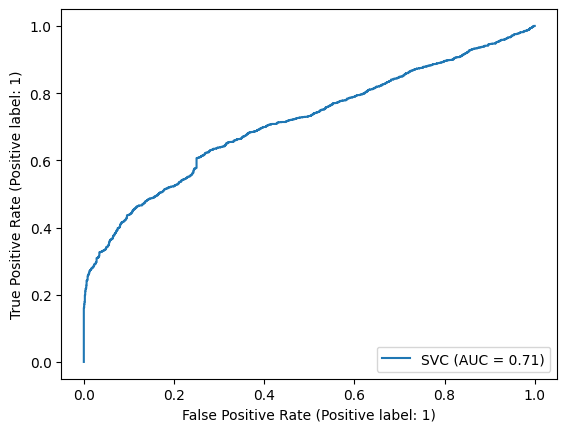 1.0
0.8
0.6
0.4
0.2
0.0
True Positive Rate (Positive label: 1)
SVC (AUC = 0.71)
0.0 0.2 0.4 0.6 0.8 1.0
False Positive Rate (Positive label: 1)